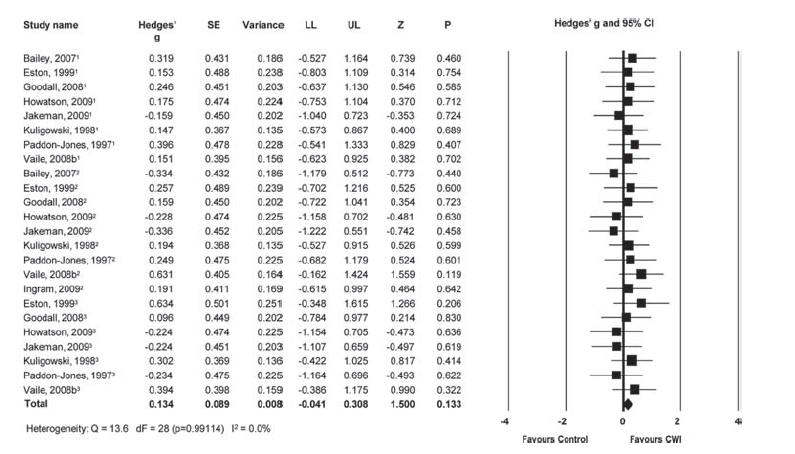 Study name Hedges' g SE Variance LL UL Z P Hedges' g and 95% CI
Bailey, 2007¹ 0.319 0.431 0.186 -0.527 1.164 0.739 0.460
Eston, 1999¹ 0.153 0.488 0.238 -0.803 1.109 0.314 0.754
Goodall, 2008¹ 0.246 0.451 0.203 -0.637 1.130 0.546 0.585
Howatson, 2009¹ 0.175 0.474 0.224 -0.753 1.104 0.370 0.712
Jakeman, 2009¹ -0.159 0.450 0.202 -1.040 0.723 -0.353 0.724
Kuligowski, 1998¹ 0.147 0.367 0.135 -0.573 0.867 0.400 0.689
Paddon-Jones, 1997¹ 0.396 0.478 0.228 -0.541 1.333 0.829 0.407
Vaile, 2008b¹ 0.151 0.395 0.156 -0.623 0.925 0.382 0.702
Bailey, 2007² -0.334 0.432 0.186 -1.179 0.512 -0.773 0.440
Eston, 1999² 0.257 0.489 0.239 -0.702 1.216 0.525 0.600
Goodall, 2008² 0.159 0.450 0.202 -0.722 1.041 0.354 0.723
Howatson, 2009² -0.228 0.474 0.225 -1.158 0.702 -0.481 0.630
Jakeman, 2009² -0.336 0.452 0.205 -1.222 0.551 -0.742 0.458
Kuligowski, 1998² 0.194 0.368 0.135 -0.527 0.915 0.526 0.599
Paddon-Jones, 1997² 0.249 0.475 0.225 -0.682 1.179 0.524 0.601
Vaile, 2008b² 0.631 0.405 0.164 -0.162 1.424 1.559 0.119
Ingram, 2009² 0.191 0.411 0.169 -0.615 0.997 0.464 0.642
Eston, 1999³ 0.634 0.501 0.251 -0.348 1.615 1.266 0.206
Goodall, 2008³ 0.096 0.449 0.202 -0.784 0.977 0.214 0.830
Howatson, 2009³ -0.224 0.474 0.225 -1.154 0.705 -0.473 0.636
Jakeman, 2009³ -0.224 0.451 0.203 -1.107 0.659 -0.497 0.619
Kuligowski, 1998³ 0.302 0.369 0.136 -0.422 1.025 0.817 0.414
Paddon-Jones, 1997³ -0.234 0.475 0.225 -1.164 0.696 -0.493 0.622
Vaile, 2008b³ 0.394 0.398 0.159 -0.386 1.175 0.990 0.322
Total 0.134 0.089 0.008 -0.041 0.308 1.500 0.133
-4 -2 0 2 4
Heterogeneity: Q = 13.6 dF = 28 (p=0.99114) I² = 0.0%
Favours Control Favours CWI